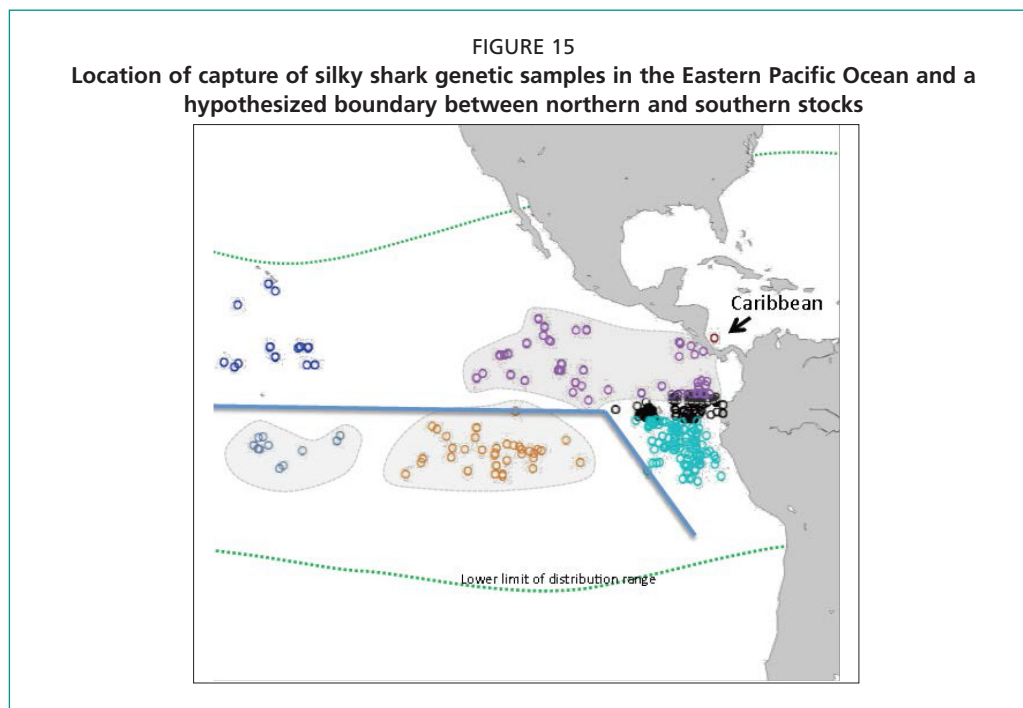 FIGURE 15
Location of capture of silky shark genetic samples in the Eastern Pacific Ocean and a
hypothesized boundary between northern and southern stocks
Caribbean
Lower limit of distribution range